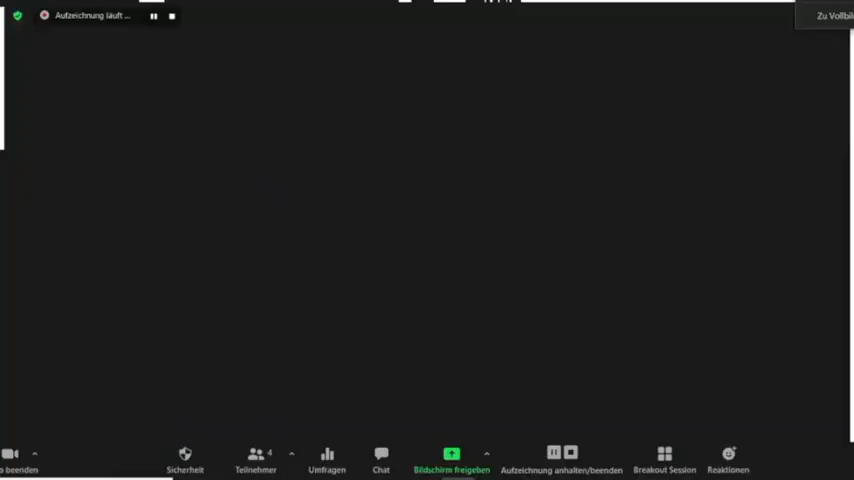 Aufzeichnung läuft ...
Zu Vollbil
o beenden
Sicherheit
4
Teilnehmer
Umfragen
Chat
Bildschirm freigeben
Aufzeichnung anhalten/beenden
Breakout Session
Reaktionen